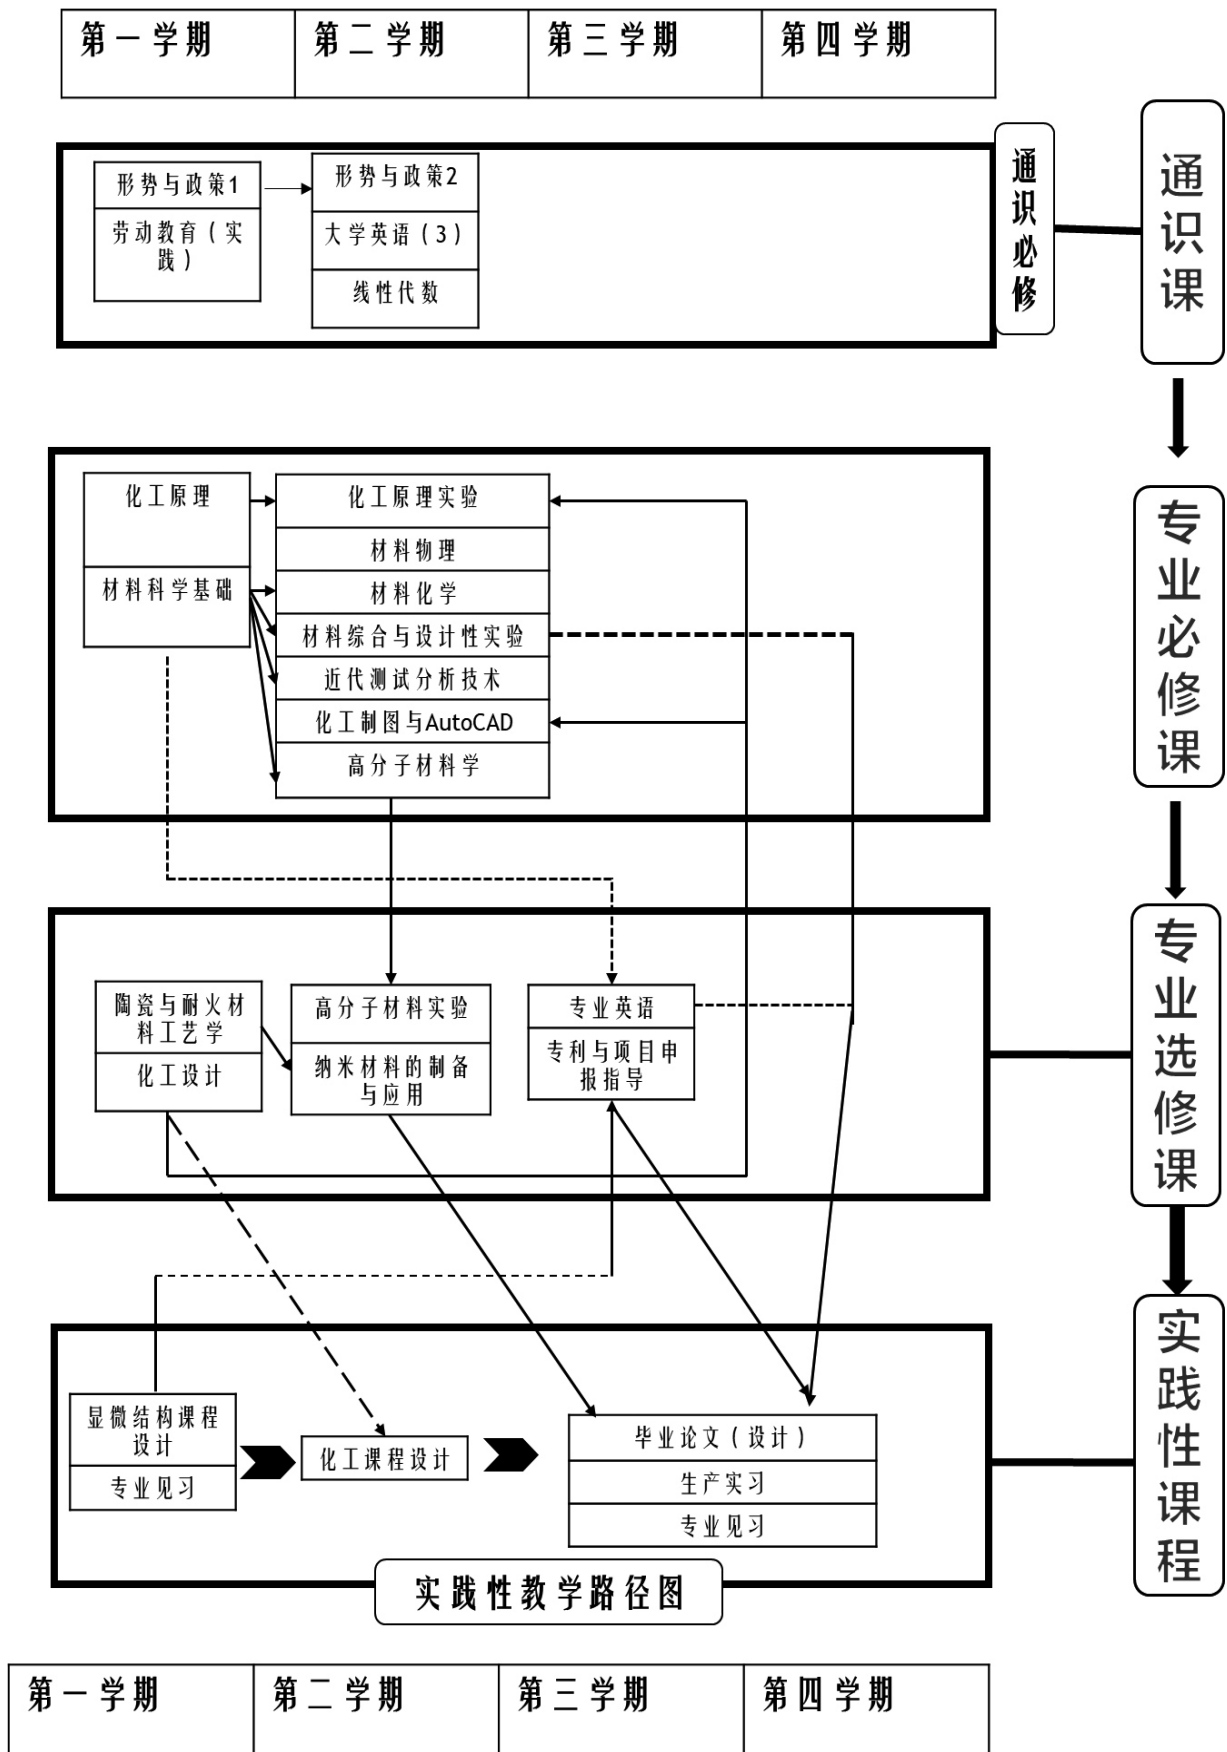 第一学期
第二学期
第三学期
第四学期
形势与政策1
劳动教育（实
践）
形势与政策2
大学英语（3）
线性代数
通识必修
通识课
化工原理
材料科学基础
化工原理实验
材料物理
材料化学
材料综合与设计性实验
近代测试分析技术
化工制图与AutoCAD
高分子材料学
专业必修课
陶瓷与耐火材
料工艺学
化工设计
高分子材料实验
纳米材料的制备
与应用
专业英语
专利与项目申
报指导
专业选修课
显微结构课程
设计
专业见习
化工课程设计
毕业论文（设计）
生产实习
专业见习
实践性课程
实践性教学路径图
第一学期
第二学期
第三学期
第四学期